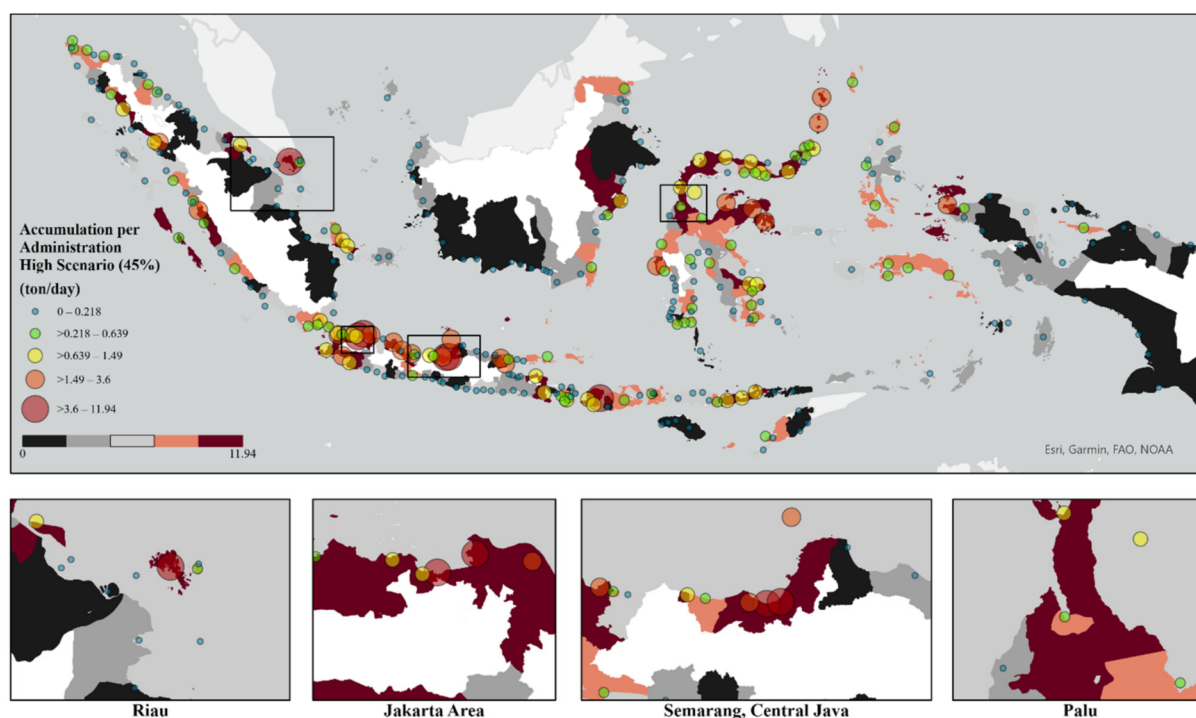 Accumulation per
Administration
High Scenario (45%)
(ton/day)
0 – 0.218
>0.218 – 0.639
>0.639 – 1.49
>1.49 – 3.6
>3.6 – 11.94
0 11.94
Esri, Garmin, FAO, NOAA
Riau Jakarta Area Semarang, Central Java Palu